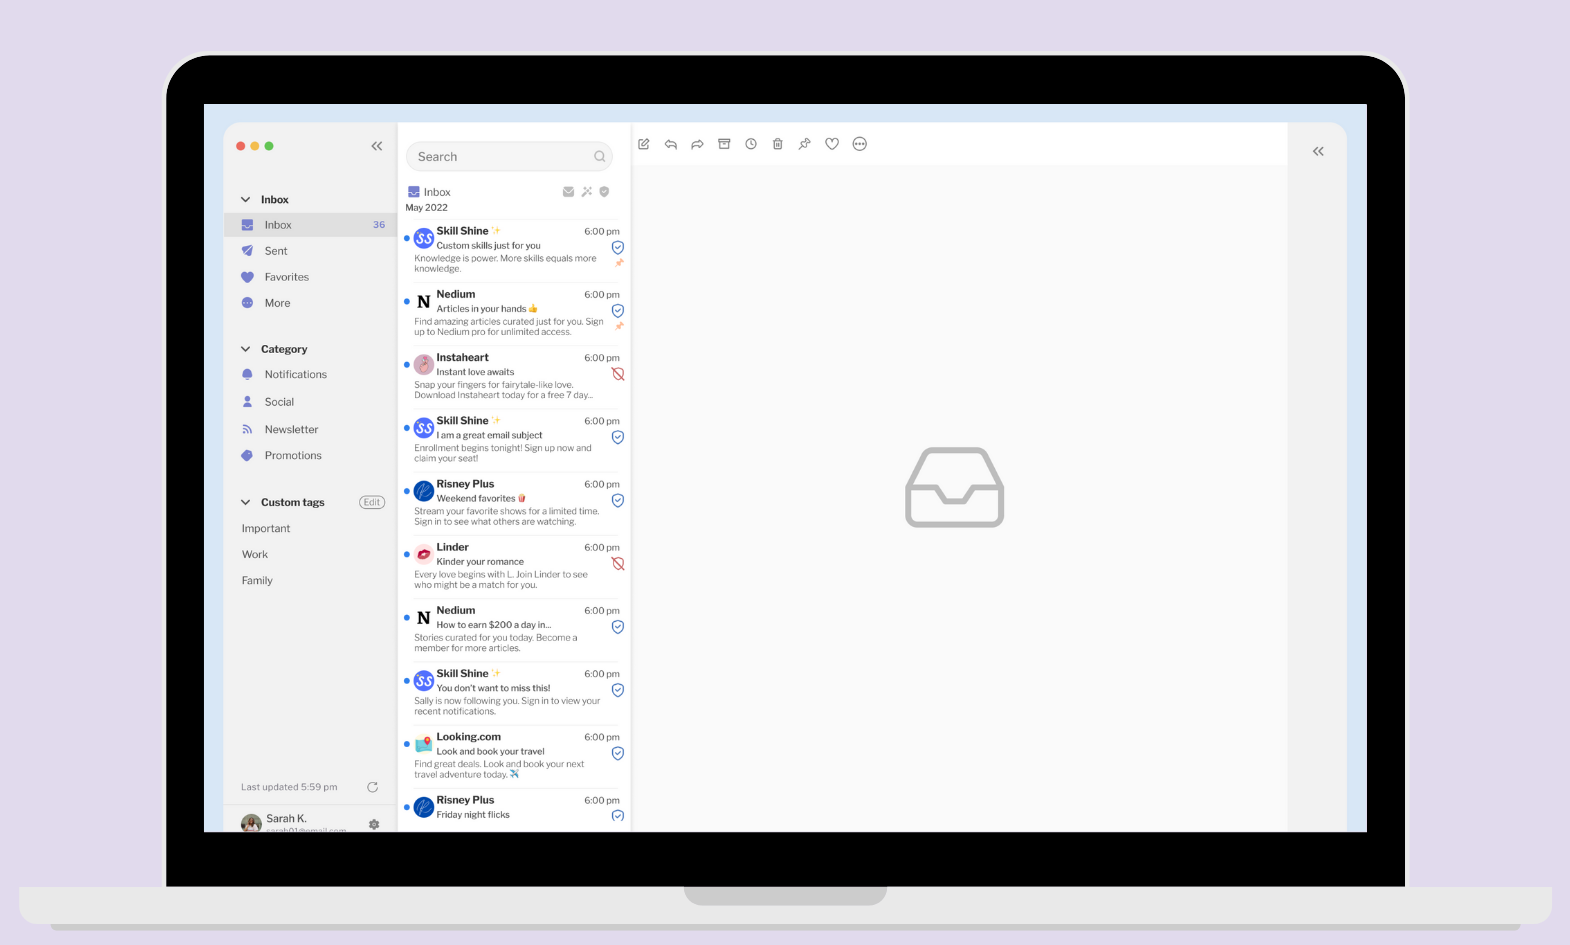 Inbox
Inbox 36
Sent
Favorites
More
Category
Notifications
Social
Newsletter
Promotions
Custom tags Edit
Important
Work
Family
Last updated 5:59 pm
Sarah K.
Search
Inbox
May 2022
SS Skill Shine ✨ 6:00 pm
Custom skills just for you
Knowledge is power. More skills equals more
knowledge.
N Nedium 6:00 pm
Articles in your hands 👍
Find amazing articles curated just for you. Sign
up to Nedium pro for unlimited access.
Instaheart 6:00 pm
Instant love awaits
Snap your fingers for fairytale-like love.
Download Instaheart today for a free 7 day...
SS Skill Shine ✨ 6:00 pm
I am a great email subject
Enrollment begins tonight! Sign up now and
claim your seat!
Risney Plus 6:00 pm
Weekend favorites 🍿
Stream your favorite shows for a limited time.
Sign in to see what others are watching.
Linder 6:00 pm
Kinder your romance
Every love begins with L. Join Linder to see
who might be a match for you.
N Nedium 6:00 pm
How to earn $200 a day in...
Stories curated for you today. Become a
member for more articles.
SS Skill Shine ✨ 6:00 pm
You don't want to miss this!
Sally is now following you. Sign in to view your
recent notifications.
Looking.com 6:00 pm
Look and book your travel
Find great deals. Look and book your next
travel adventure today. ✈️
Risney Plus 6:00 pm
Friday night flicks